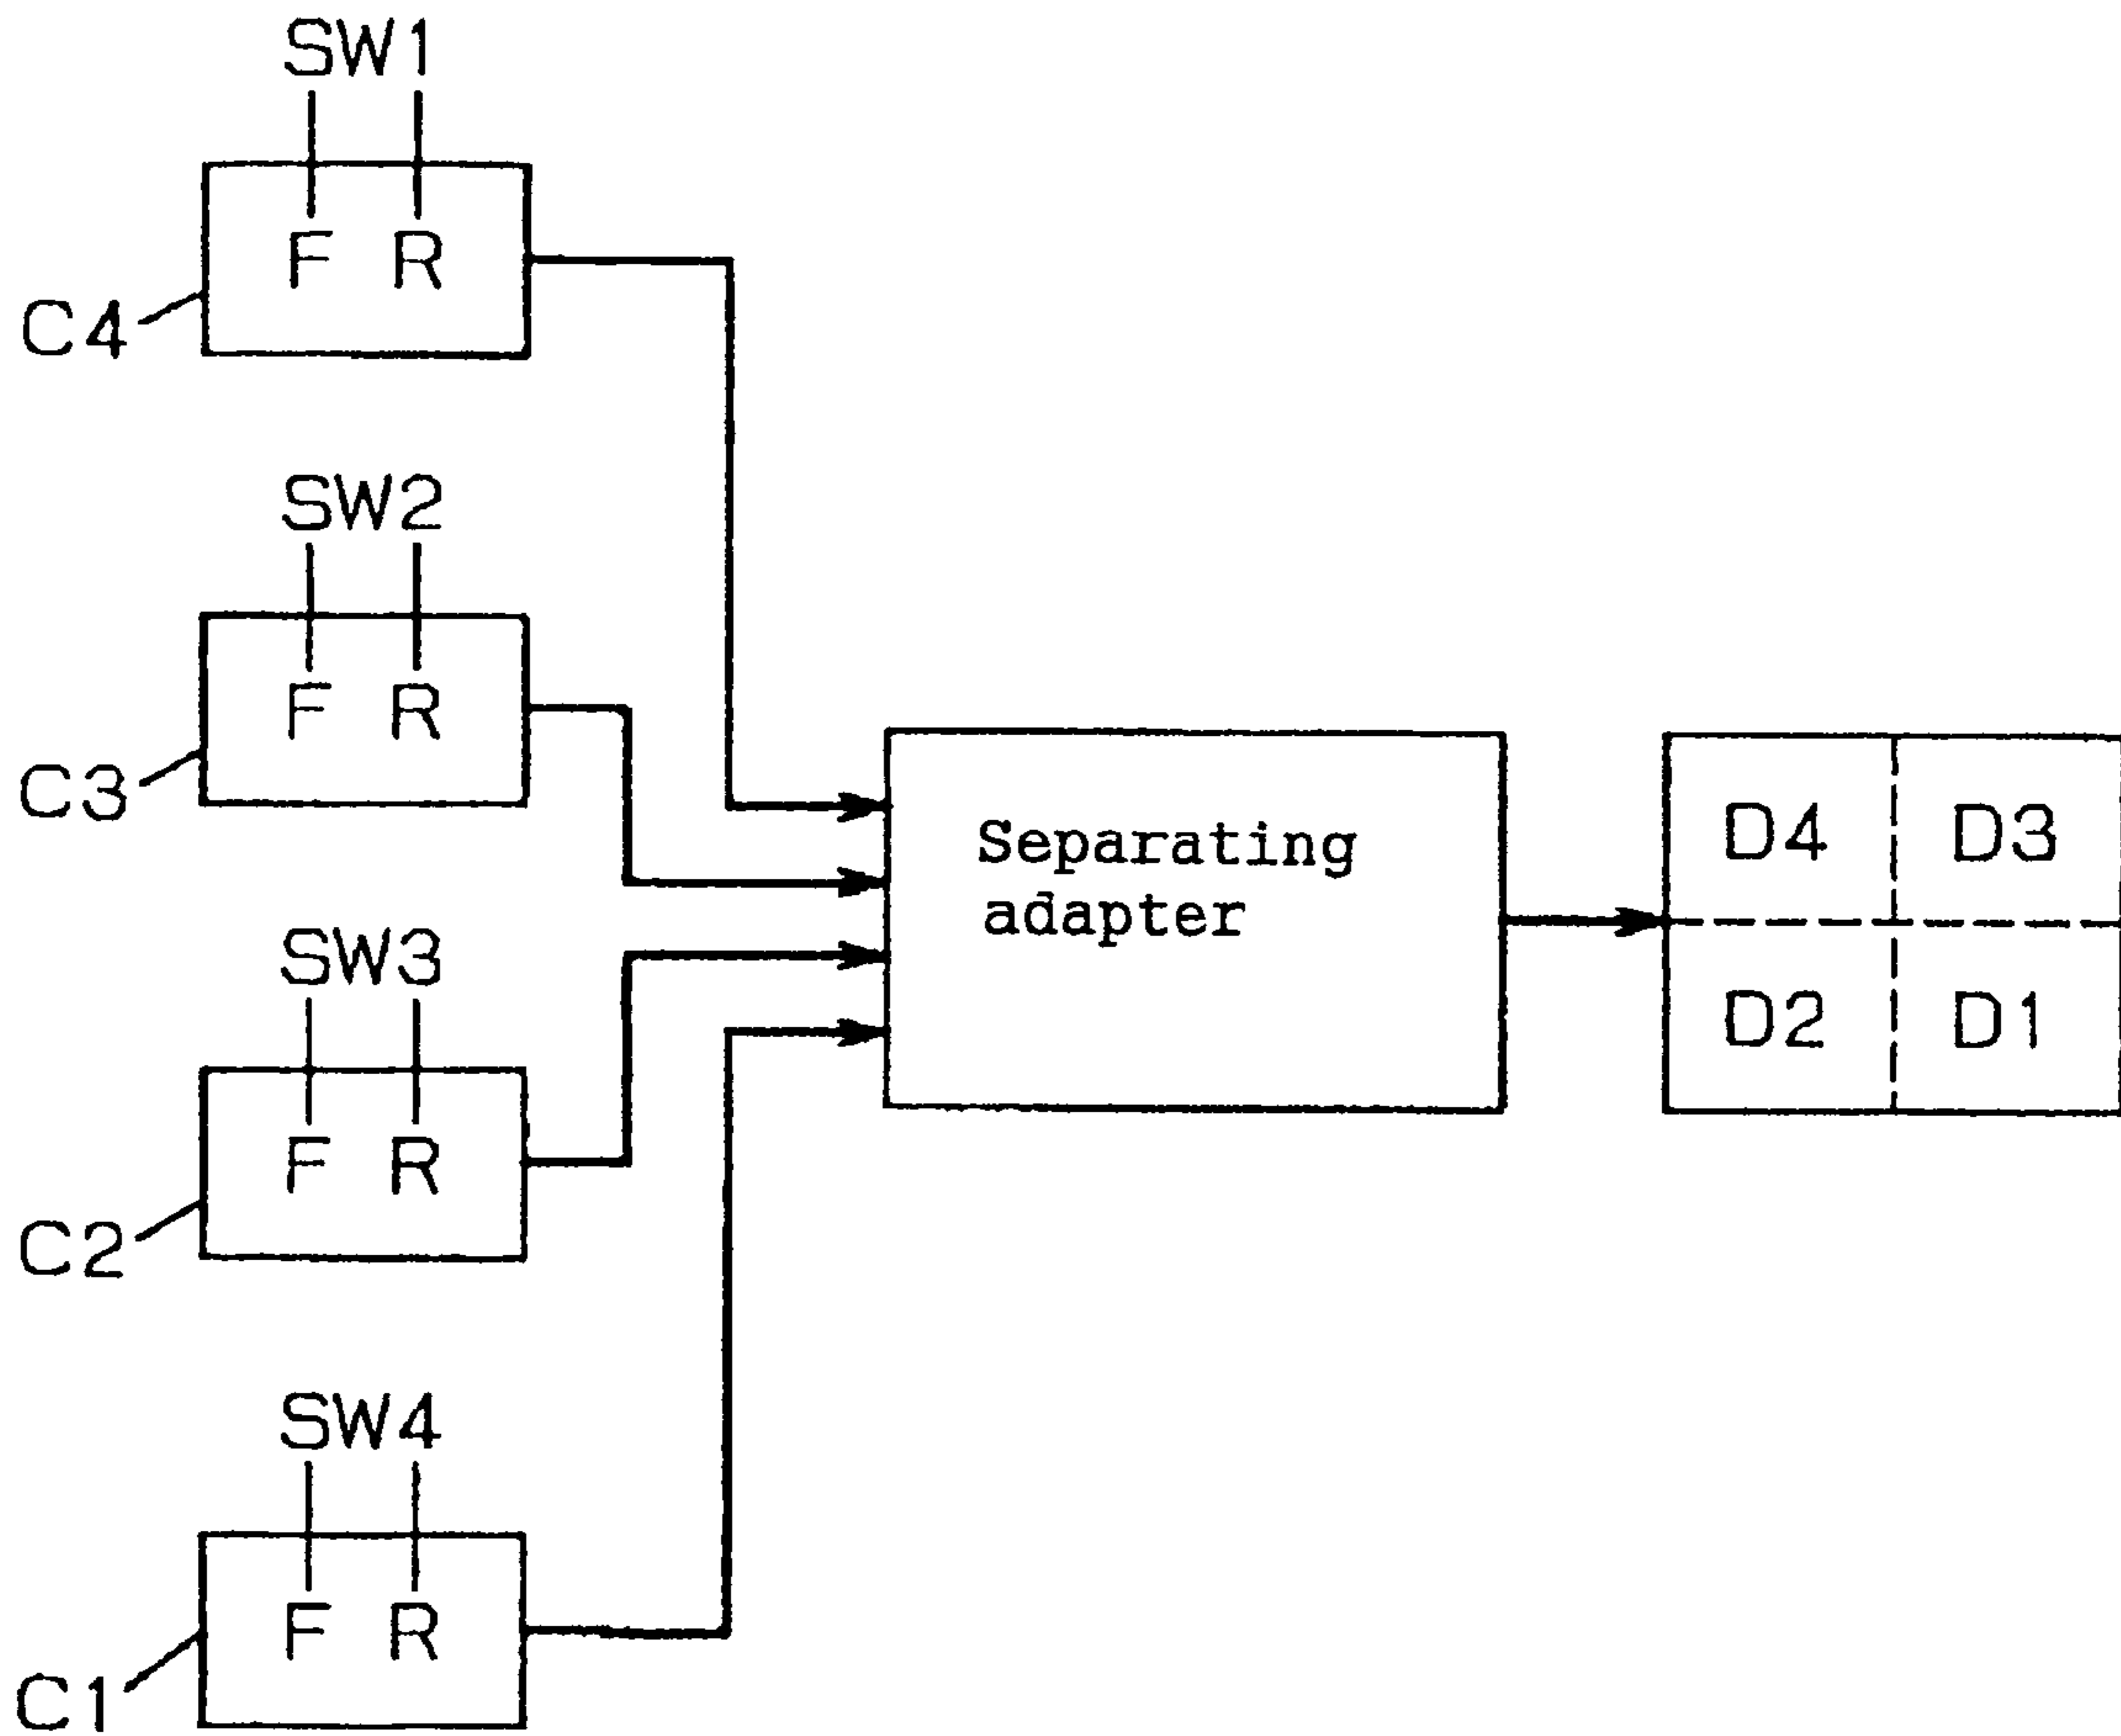 SW1
F R
C4
SW2
F R
C3
SW3
F R
C2
SW4
F R
C1
Separating
adapter
D4 D3
D2 D1